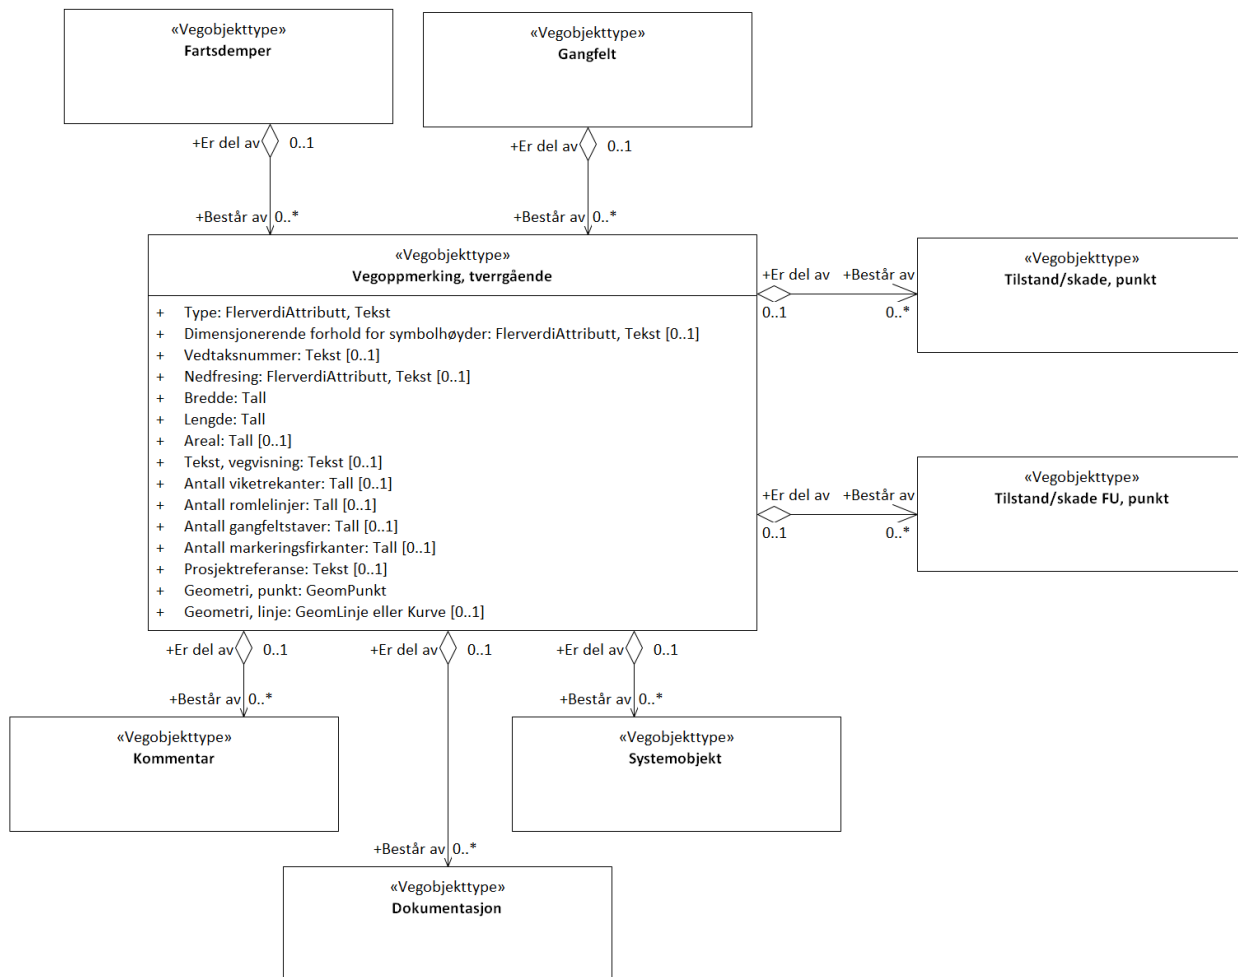 «Vegobjekttype»
Fartsdemper
«Vegobjekttype»
Gangfelt
+Er del av 0..1
+Er del av 0..1
+Består av 0..*
+Består av 0..*
«Vegobjekttype»
Vegoppmerking, tverrgående
+ Type: FlerverdiAttributt, Tekst
+ Dimensjonerende forhold for symbolhøyder: FlerverdiAttributt, Tekst [0..1]
+ Vedtaksnummer: Tekst [0..1]
+ Nedfresing: FlerverdiAttributt, Tekst [0..1]
+ Bredde: Tall
+ Lengde: Tall
+ Areal: Tall [0..1]
+ Tekst, vegvisning: Tekst [0..1]
+ Antall viketrekanter: Tall [0..1]
+ Antall romlelinjer: Tall [0..1]
+ Antall gangfeltstaver: Tall [0..1]
+ Antall markeringsfirkanter: Tall [0..1]
+ Prosjektreferanse: Tekst [0..1]
+ Geometri, punkt: GeomPunkt
+ Geometri, linje: GeomLinje eller Kurve [0..1]
+Er del av +Består av
0..1 0..*
«Vegobjekttype»
Tilstand/skade, punkt
+Er del av +Består av
0..1 0..*
«Vegobjekttype»
Tilstand/skade FU, punkt
+Er del av 0..1
+Er del av 0..1
+Er del av 0..1
+Består av 0..*
+Består av 0..*
«Vegobjekttype»
Kommentar
«Vegobjekttype»
Systemobjekt
+Består av 0..*
«Vegobjekttype»
Dokumentasjon